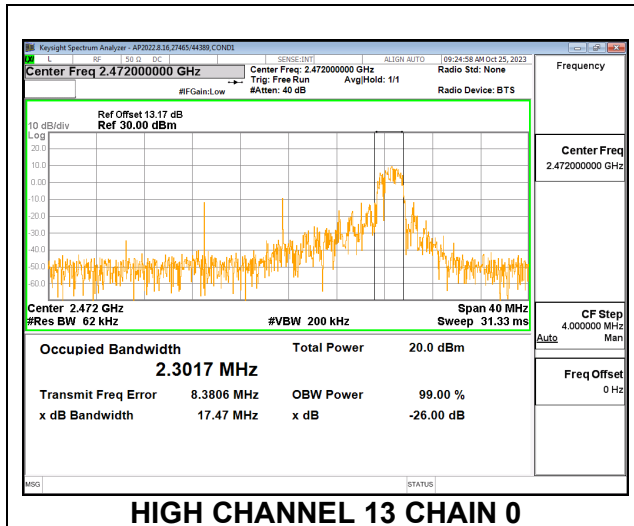 Keysight Spectrum Analyzer - AP2022.8.16,27465/44389,COND1
L RF 50 Ω DC SENSE:INT ALIGN AUTO 09:24:58 AM Oct 25, 2023
Center Freq 2.472000000 GHz
Center Freq: 2.472000000 GHz
Radio Std: None
Trig: Free Run Avg|Hold: 1/1
#IFGain:Low #Atten: 40 dB Radio Device: BTS
Frequency
Ref Offset 13.17 dB
10 dB/div Ref 30.00 dBm
Log
20.0
10.0
0.00
-10.0
-20.0
-30.0
-40.0
-50.0
-60.0
Center 2.472 GHz Span 40 MHz
#Res BW 62 kHz #VBW 200 kHz Sweep 31.33 ms
Center Freq
2.472000000 GHz
CF Step
4.000000 MHz
Auto Man
Freq Offset
0 Hz
Occupied Bandwidth Total Power 20.0 dBm
2.3017 MHz
Transmit Freq Error 8.3806 MHz OBW Power 99.00 %
x dB Bandwidth 17.47 MHz x dB -26.00 dB
MSG STATUS
HIGH CHANNEL 13 CHAIN 0